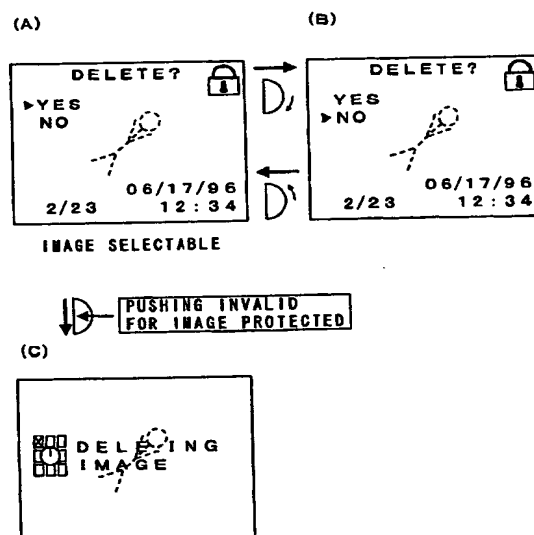 (A)
DELETE?
▶YES
NO
06/17/96
2/23 12:34
IMAGE SELECTABLE
(B)
DELETE?
YES
▶NO
06/17/96
2/23 12:34
PUSHING INVALID
FOR IMAGE PROTECTED
(C)
DELETING
IMAGE